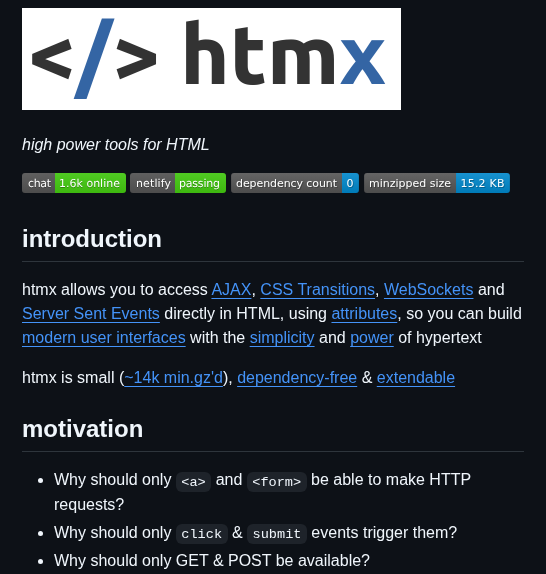 </> htmx
high power tools for HTML
chat 1.6k online netlify passing dependency count 0 minzipped size 15.2 KB
introduction
htmx allows you to access AJAX, CSS Transitions, WebSockets and
Server Sent Events directly in HTML, using attributes, so you can build
modern user interfaces with the simplicity and power of hypertext
htmx is small (~14k min.gz'd), dependency-free & extendable
motivation
• Why should only <a> and <form> be able to make HTTP
requests?
• Why should only click & submit events trigger them?
• Why should only GET & POST be available?